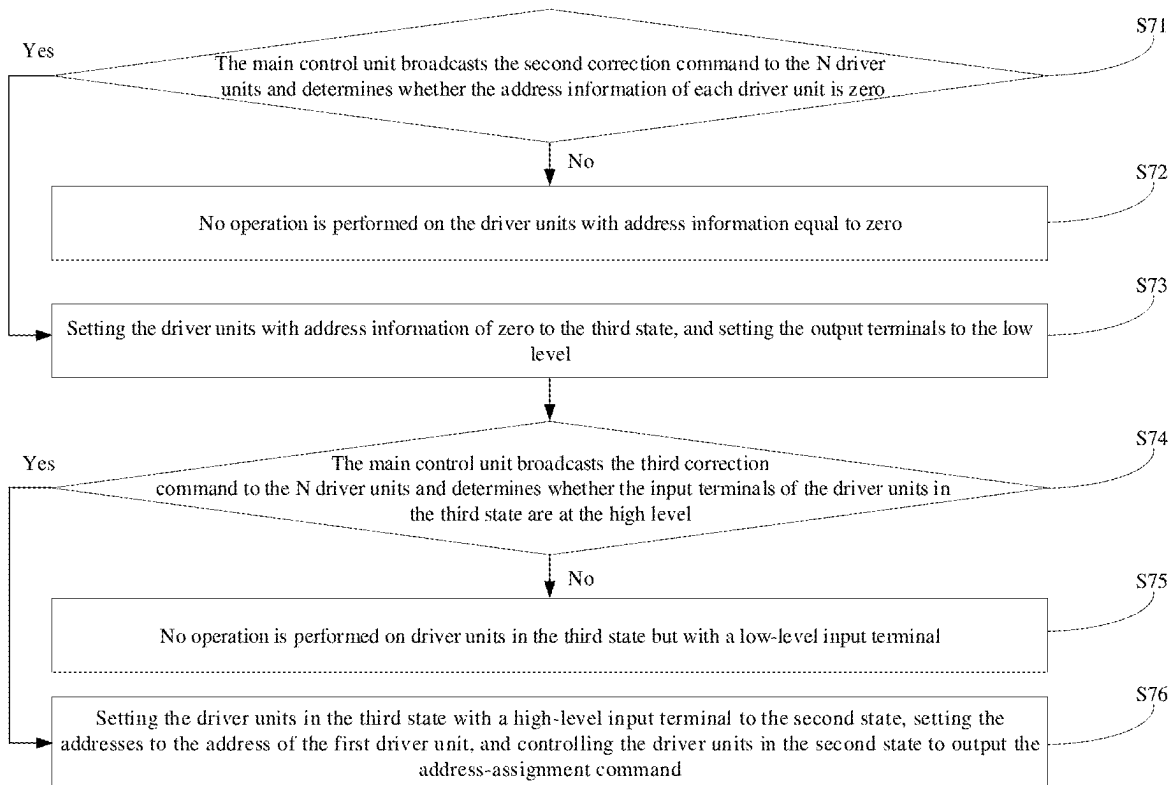 S71
Yes
The main control unit broadcasts the second correction command to the N driver
units and determines whether the address information of each driver unit is zero
No
S72
No operation is performed on the driver units with address information equal to zero
S73
Setting the driver units with address information of zero to the third state, and setting the output terminals to the low
level
S74
Yes
The main control unit broadcasts the third correction
command to the N driver units and determines whether the input terminals of the driver units in
the third state are at the high level
No
S75
No operation is performed on driver units in the third state but with a low-level input terminal
S76
Setting the driver units in the third state with a high-level input terminal to the second state, setting the
addresses to the address of the first driver unit, and controlling the driver units in the second state to output the
address-assignment command